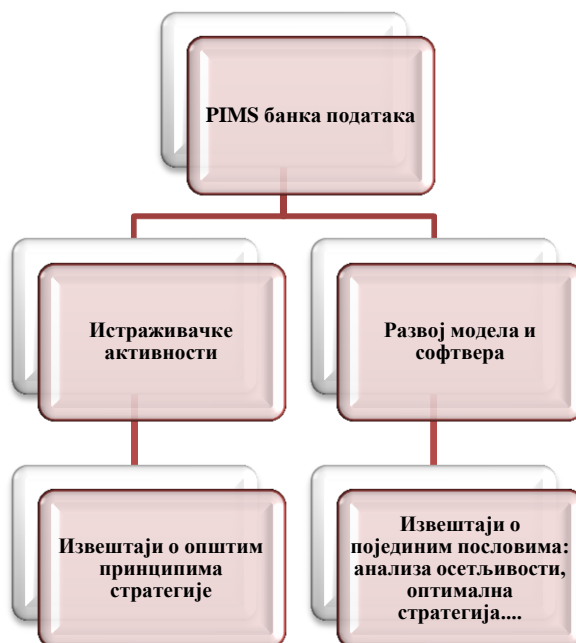 PIMS банка података
Истраживачке
активности
Развој модела и
софтвера
Извештаји о општим
принципима
стратегије
Извештаји о
појединим пословима:
анализа осетљивости,
оптимална
стратегија....